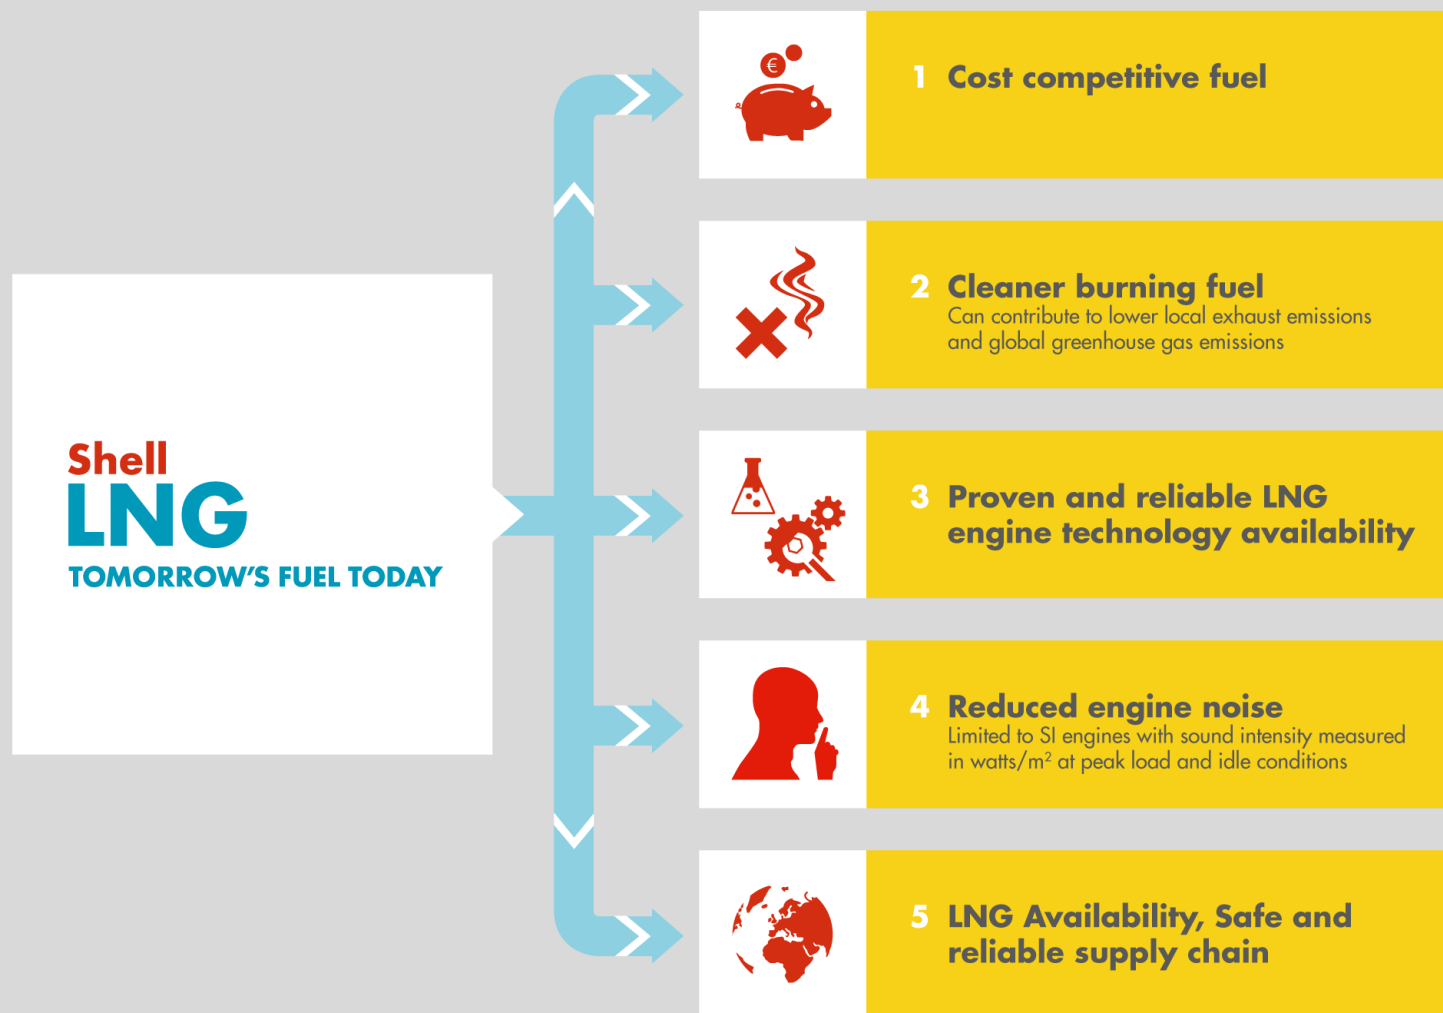 Shell
LNG
TOMORROW'S FUEL TODAY
€
1 Cost competitive fuel
2 Cleaner burning fuel
Can contribute to lower local exhaust emissions
and global greenhouse gas emissions
3 Proven and reliable LNG
engine technology availability
4 Reduced engine noise
Limited to SI engines with sound intensity measured
in watts/m² at peak load and idle conditions
5 LNG Availability, Safe and
reliable supply chain